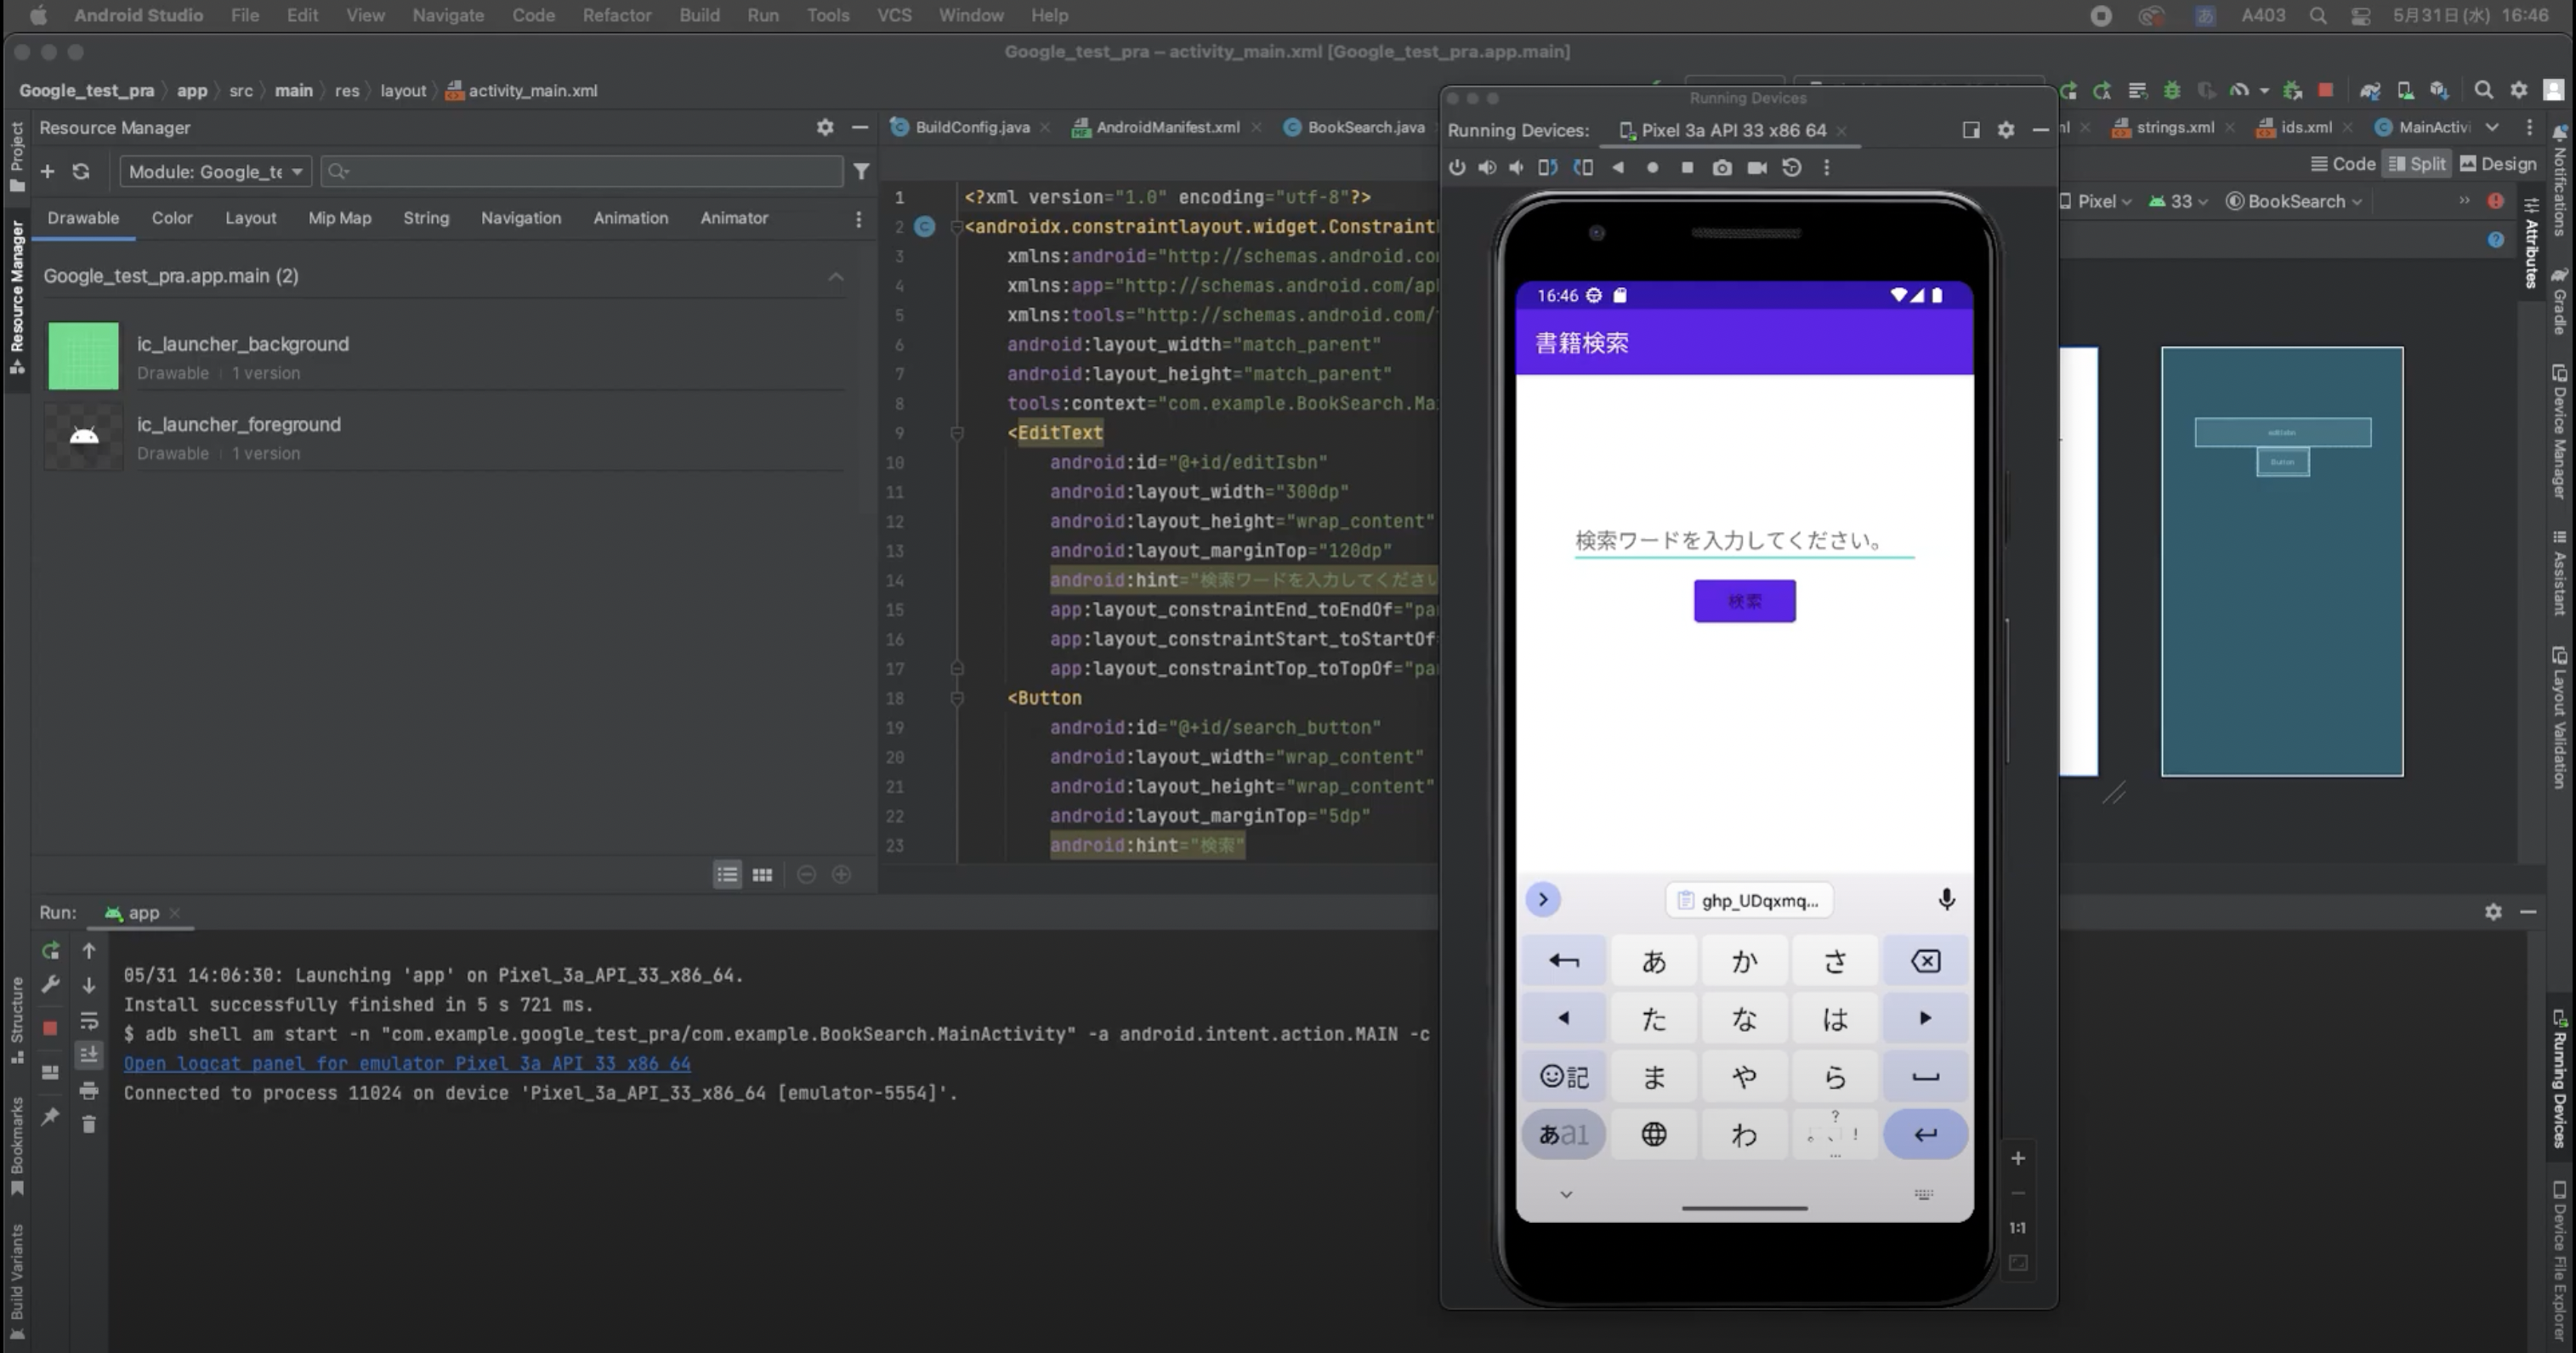 Android Studio File Edit View Navigate Code Refactor Build Run Tools VCS Window Help
あ A403 5月31日(水) 16:46
Google_test_pra – activity_main.xml [Google_test_pra.app.main]
Google_test_pra app src main res layout activity_main.xml
Project
Resource Manager
Structure
Bookmarks
Build Variants
Resource Manager
Module: Google_te
Drawable Color Layout Mip Map String Navigation Animation Animator
Google_test_pra.app.main (2)
ic_launcher_background
Drawable 1 version
ic_launcher_foreground
Drawable 1 version
BuildConfig.java AndroidManifest.xml BookSearch.java
strings.xml ids.xml MainActivi
Code Split Design
Pixel 33 BookSearch
1 <?xml version="1.0" encoding="utf-8"?>
2 <androidx.constraintlayout.widget.Constraint
3 xmlns:android="http://schemas.android.co
4 xmlns:app="http://schemas.android.com/ap
5 xmlns:tools="http://schemas.android.com/
6 android:layout_width="match_parent"
7 android:layout_height="match_parent"
8 tools:context="com.example.BookSearch.Ma
9 <EditText
10 android:id="@+id/editIsbn"
11 android:layout_width="300dp"
12 android:layout_height="wrap_content"
13 android:layout_marginTop="120dp"
14 android:hint="検索ワードを入力してください
15 app:layout_constraintEnd_toEndOf="pa
16 app:layout_constraintStart_toStartOf
17 app:layout_constraintTop_toTopOf="pa
18 <Button
19 android:id="@+id/search_button"
20 android:layout_width="wrap_content"
21 android:layout_height="wrap_content"
22 android:layout_marginTop="5dp"
23 android:hint="検索"
Running Devices
Running Devices: Pixel 3a API 33 x86 64
16:46
書籍検索
検索ワードを入力してください。
検索
ghp_UDqxmq...
あ か さ
た な は
記 ま や ら
あa1 わ 。、?!…
1:1
editIsbn
Button
Notifications
Attributes
Gradle
Device Manager
Assistant
Layout Validation
Running Devices
Device File Explorer
Run: app
05/31 14:06:30: Launching 'app' on Pixel_3a_API_33_x86_64.
Install successfully finished in 5 s 721 ms.
$ adb shell am start -n "com.example.google_test_pra/com.example.BookSearch.MainActivity" -a android.intent.action.MAIN -c
Open logcat panel for emulator Pixel 3a API 33 x86 64
Connected to process 11024 on device 'Pixel_3a_API_33_x86_64 [emulator-5554]'.